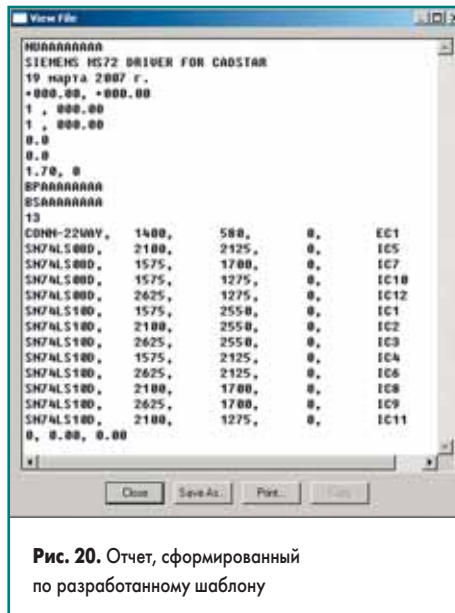 View File
NUAAAAAAAA
SIEMENS MS72 DRIVER FOR CADSTAR
19 марта 2007 г.
+000.00, +000.00
1 , 000.00
1 , 000.00
0.0
0.0
1.70, 0
BPAAAAAAAA
BSAAAAAAAA
13
CONN-22WAY, 1400, 580, 0, EC1
SN74LS00D, 2100, 2125, 0, IC5
SN74LS00D, 1575, 1700, 0, IC7
SN74LS00D, 1575, 1275, 0, IC10
SN74LS00D, 2625, 1275, 0, IC12
SN74LS10D, 1575, 2550, 0, IC1
SN74LS10D, 2100, 2550, 0, IC2
SN74LS10D, 2625, 2550, 0, IC3
SN74LS10D, 1575, 2125, 0, IC4
SN74LS10D, 2625, 2125, 0, IC6
SN74LS10D, 2100, 1700, 0, IC8
SN74LS10D, 2625, 1700, 0, IC9
SN74LS10D, 2100, 1275, 0, IC11
0, 0.00, 0.00
Close Save As... Print... Copy
Рис. 20. Отчет, сформированный
по разработанному шаблону